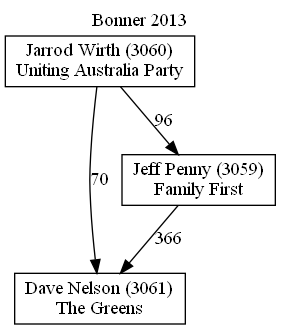 Bonner 2013
Jarrod Wirth (3060)
Uniting Australia Party
96
Jeff Penny (3059)
Family First
70
366
Dave Nelson (3061)
The Greens